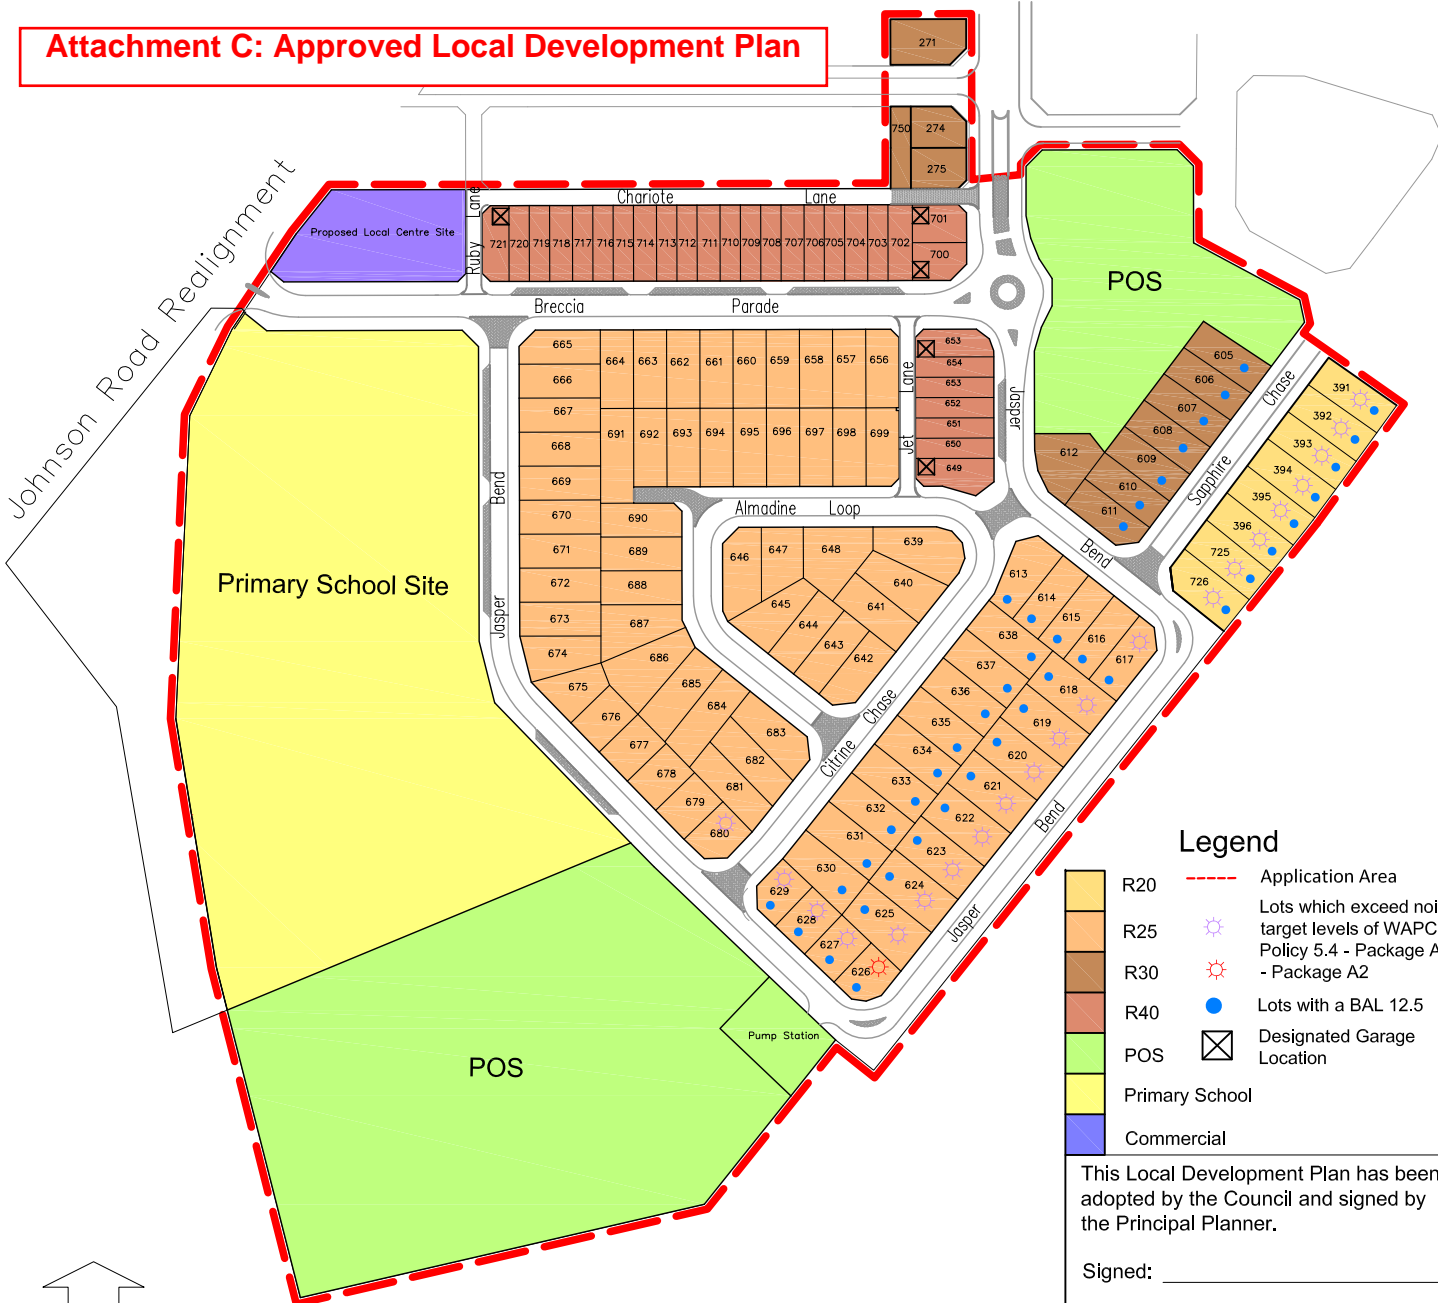 Attachment C: Approved Local Development Plan
271
750
274
275
Chariote Lane
Ruby Lane
Proposed Local Centre Site
721 720 719 718 717 716 715 714 713 712 711 710 709 708 707 706 705 704 703 702
701
700
Johnson Road Realignment
Breccia Parade
POS
665
666
667
668
669
670
671
672
673
674
675
676
677
678
679
680
664 663 662 661 660 659 658 657 656
691 692 693 694 695 696 697 698 699
Jet Lane
653
654
653
652
651
650
649
Jasper
Bend
612
605
606
607
608
609
610
611
Sapphire Chase
391
392
393
394
395
396
725
726
Almadine Loop
690
689
688
687
686
685
684
683
682
681
646 647 648 639
640
641
645
644
643
642
Primary School Site
Jasper Bend
Citrine Chase
613
614
615
616
617
638
637
636
635
634
633
632
631
630
629
628
627
626
618
619
620
621
622
623
624
625
Jasper Bend
POS
Pump Station
Legend
R20
R25
R30
R40
POS
Primary School
Commercial
Application Area
Lots which exceed noi
target levels of WAPC
Policy 5.4 - Package A
- Package A2
Lots with a BAL 12.5
Designated Garage
Location
This Local Development Plan has been
adopted by the Council and signed by
the Principal Planner.
Signed: